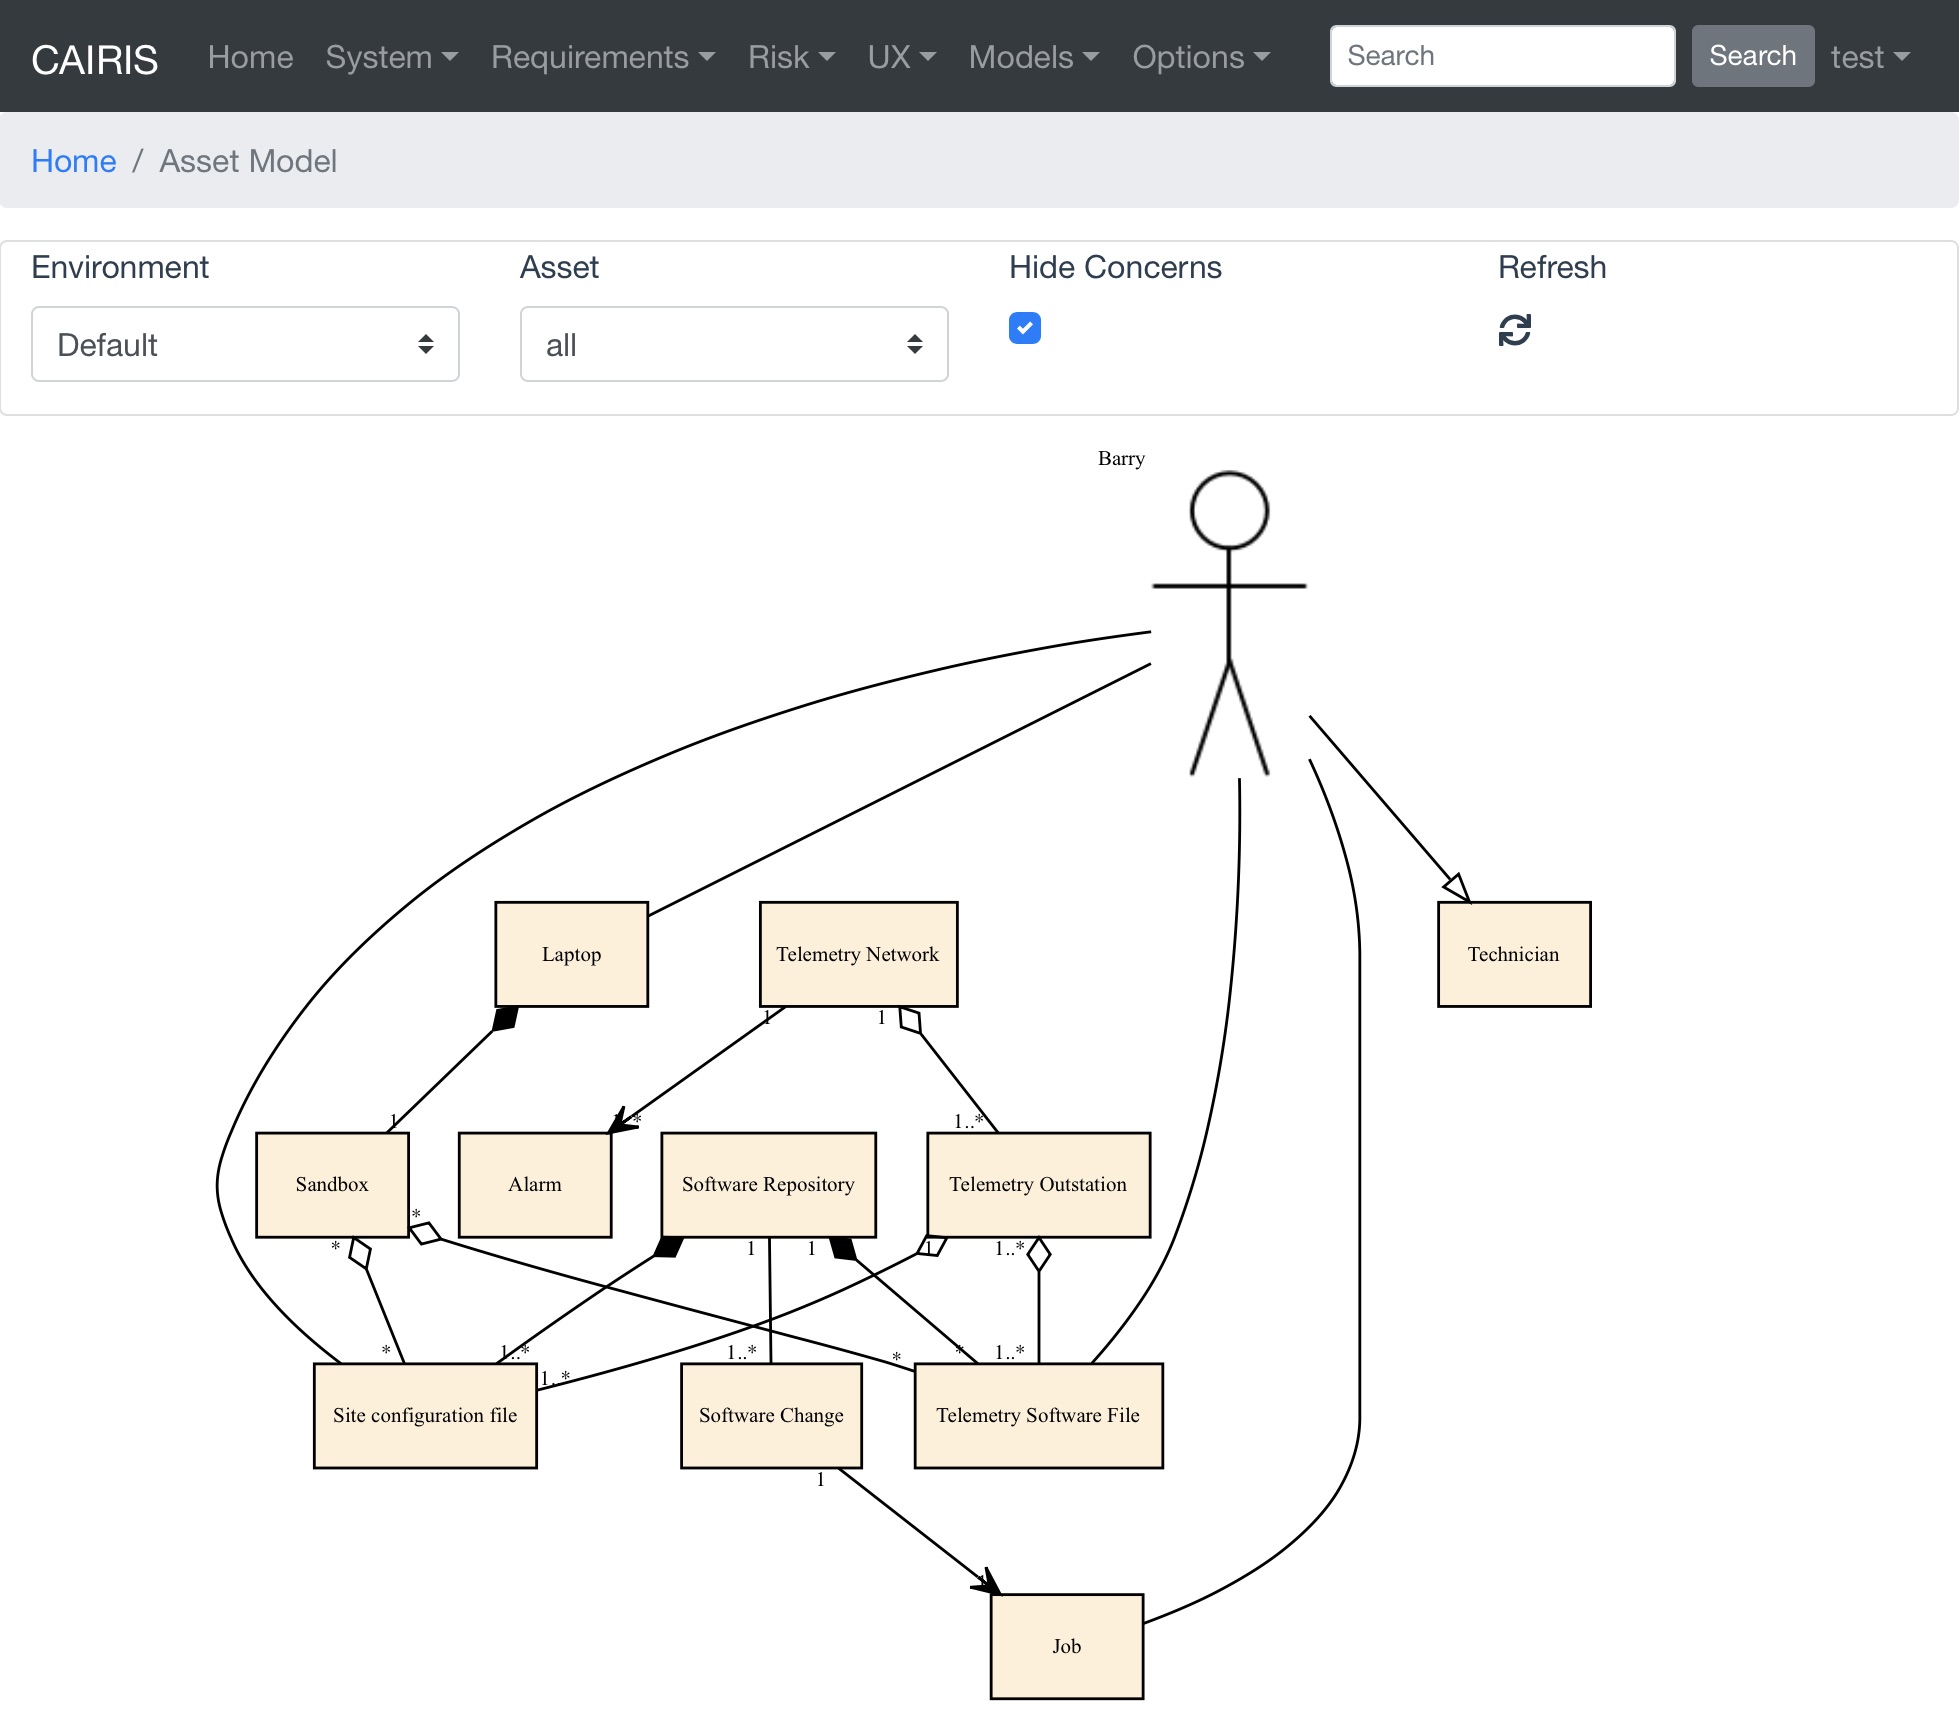 CAIRIS Home System Requirements Risk UX Models Options Search Search test
Home / Asset Model
Environment Asset Hide Concerns Refresh
Default all
Barry
Laptop Telemetry Network Technician
1 1
1 *
1..*
Sandbox Alarm Software Repository Telemetry Outstation
*
* 1 1 1 1..*
* 1..* 1..* * * 1..*
1..*
Site configuration file Software Change Telemetry Software File
1
Job